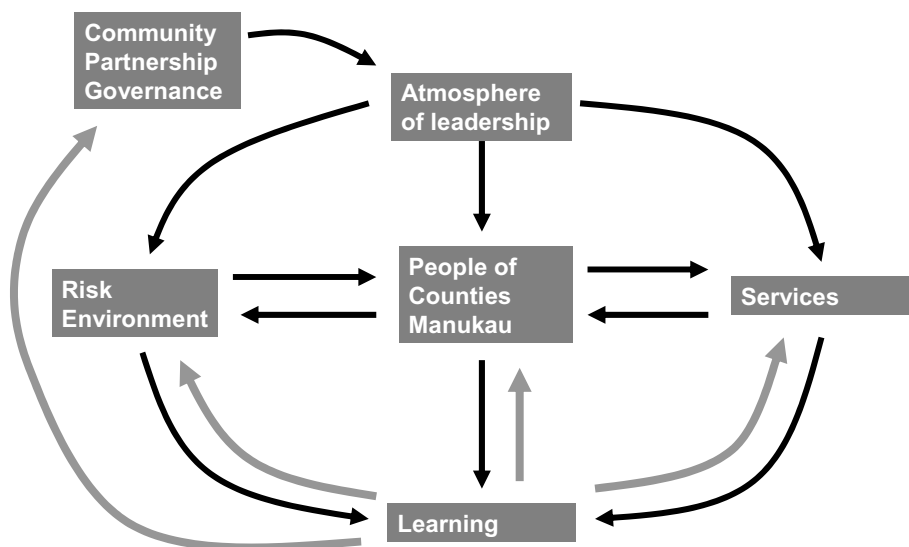 Community
Partnership
Governance
Atmosphere
of leadership
Risk
Environment
People of
Counties
Manukau
Services
Learning